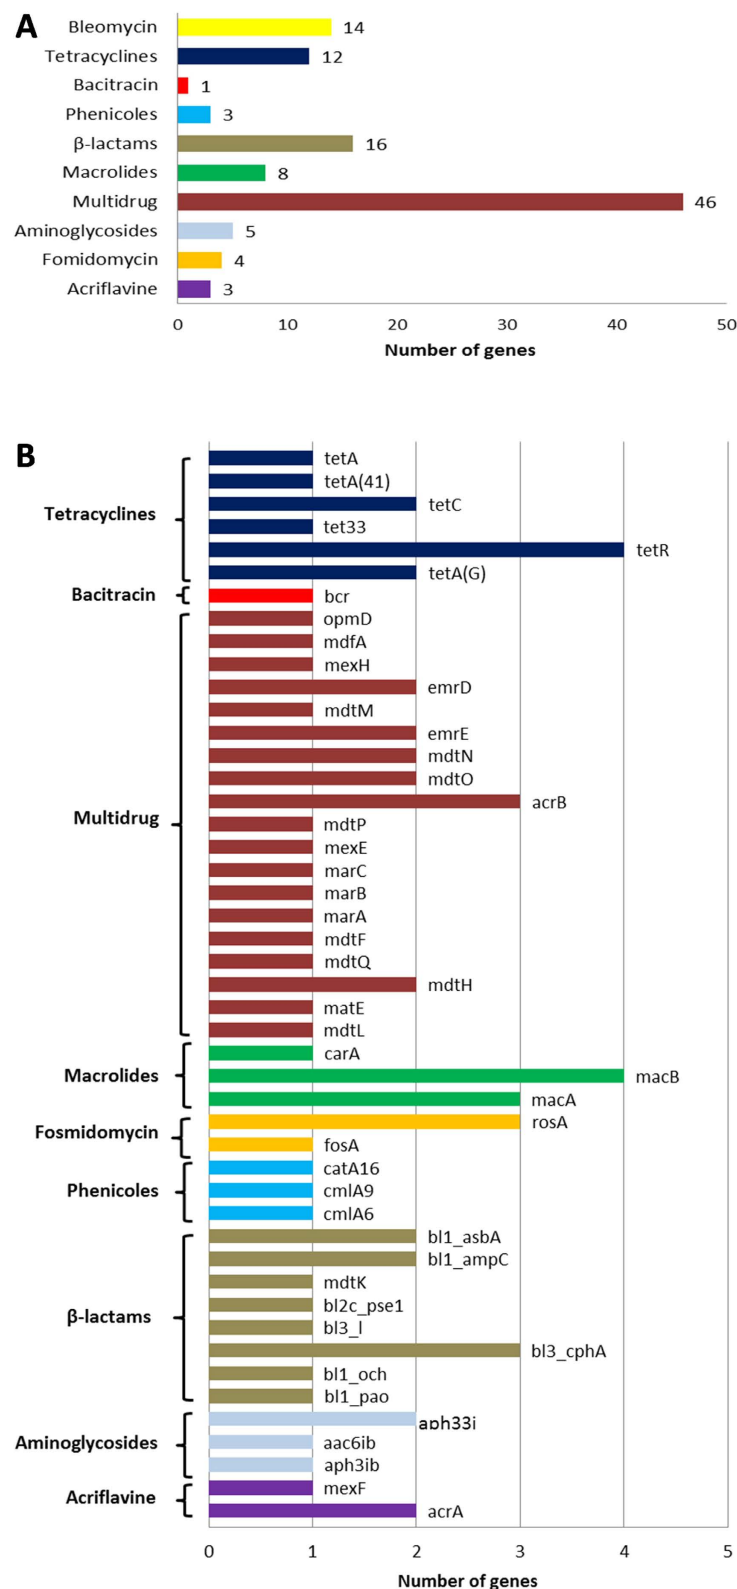 A
Bleomycin 14
Tetracyclines 12
Bacitracin 1
Phenicoles 3
β-lactams 16
Macrolides 8
Multidrug 46
Aminoglycosides 5
Fomidomycin 4
Acriflavine 3
0 10 20 30 40 50
Number of genes
B
tetA
tetA(41)
Tetracyclines
tetC
tet33
tetR
tetA(G)
Bacitracin
bcr
opmD
mdfA
mexH
emrD
mdtM
emrE
mdtN
mdtO
acrB
Multidrug
mdtP
mexE
marC
marB
marA
mdtF
mdtQ
mdtH
matE
mdtL
carA
Macrolides
macB
macA
rosA
Fosmidomycin
fosA
catA16
Phenicoles
cmlA9
cmlA6
bl1_asbA
bl1_ampC
mdtK
bl2c_pse1
β-lactams
bl3_l
bl3_cphA
bl1_och
bl1_pao
aph33i
Aminoglycosides
aac6ib
aph3ib
mexF
Acriflavine
acrA
0 1 2 3 4 5
Number of genes